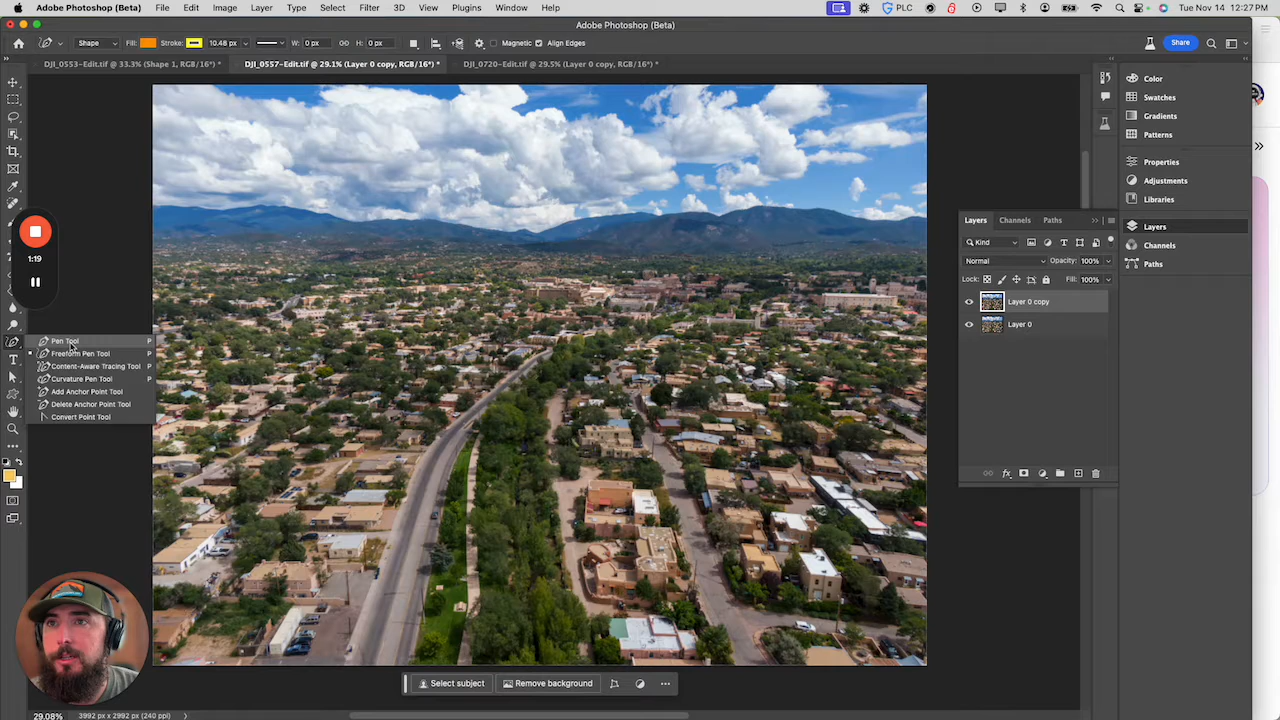 Adobe Photoshop (Beta) File Edit Image Layer Type Select Filter 3D View Plugins Window Help PLC Tue Nov 14 12:27 PM
Adobe Photoshop (Beta)
Shape Fill: Stroke: 10.48 px W: 0 px H: 0 px Magnetic Align Edges Share
DJI_0553-Edit.tif @ 33.3% (Shape 1, RGB/16*) * DJI_0557-Edit.tif @ 29.1% (Layer 0 copy, RGB/16*) * DJI_0720-Edit.tif @ 29.5% (Layer 0 copy, RGB/16*) *
Color
Swatches
Gradients
Patterns
Properties
Adjustments
Libraries
Layers
Channels
Paths
Layers Channels Paths
Kind
Normal Opacity: 100%
Lock: Fill: 100%
Layer 0 copy
Layer 0
fx
1:19
Pen Tool P
Freeform Pen Tool P
Content-Aware Tracing Tool P
Curvature Pen Tool P
Add Anchor Point Tool
Delete Anchor Point Tool
Convert Point Tool
Select subject Remove background
29.08% 3992 px x 2992 px (240 ppi)